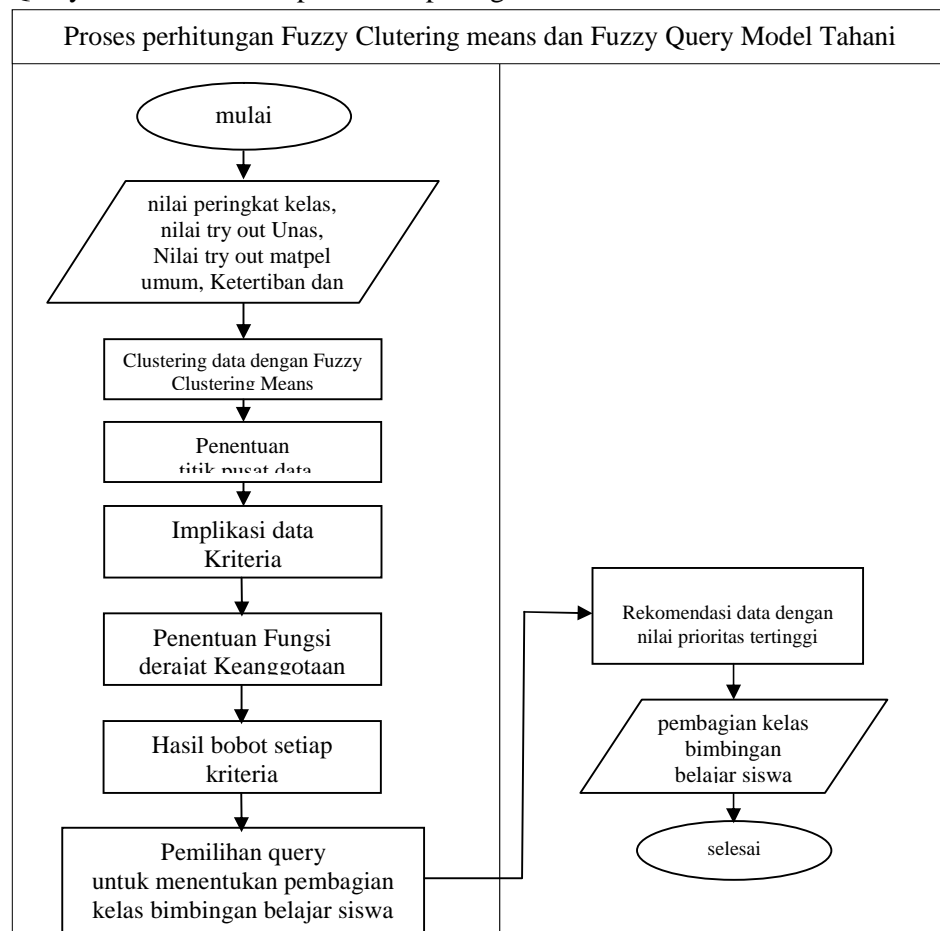 Proses perhitungan Fuzzy Clutering means dan Fuzzy Query Model Tahani
mulai
nilai peringkat kelas,
nilai try out Unas,
Nilai try out matpel
umum, Ketertiban dan
Clustering data dengan Fuzzy
Clustering Means
Penentuan
titik pusat data
Implikasi data
Kriteria
Penentuan Fungsi
derajat Keanggotaan
Hasil bobot setiap
kriteria
Pemilihan query
untuk menentukan pembagian
kelas bimbingan belajar siswa
Rekomendasi data dengan
nilai prioritas tertinggi
pembagian kelas
bimbingan
belajar siswa
selesai